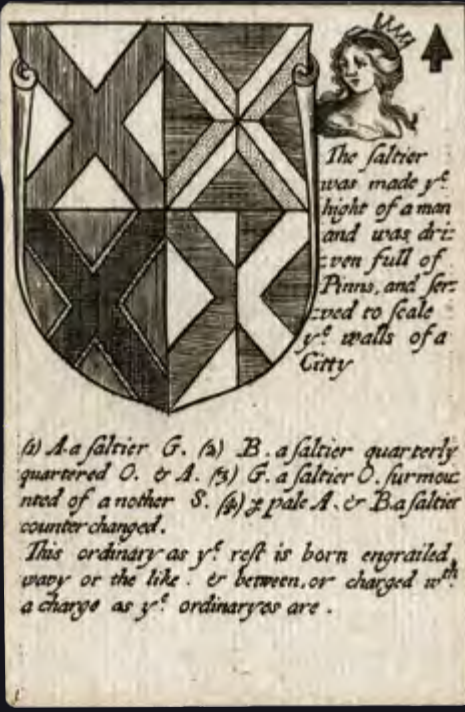 The saltier
was made yᵉ
hight of a man
and was dri:
:ven full of
Pinns, and ser:
:ved to scale
yᵉ walls of a
Citty
(1) A. a saltier G. (2) B. a saltier quarterly
quartered O. & A. (3) G. a saltier O. surmou:
nted of a nother S. (4) p pale A. & B. a saltier
counterchanged.
This ordinary as yᵉ rest is born engrailed,
wavy or the like. & between, or charged wᵗʰ
a charge as yᵉ ordinaryes are.